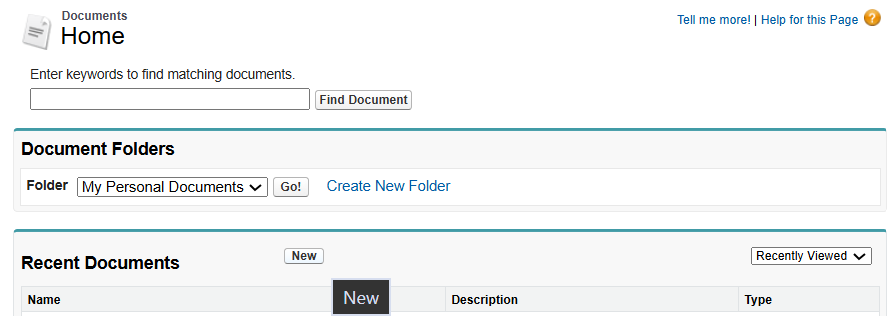 Documents
Home
Tell me more! | Help for this Page ?
Enter keywords to find matching documents.
Find Document
Document Folders
Folder My Personal Documents Go! Create New Folder
Recent Documents New Recently Viewed
New
Name Description Type